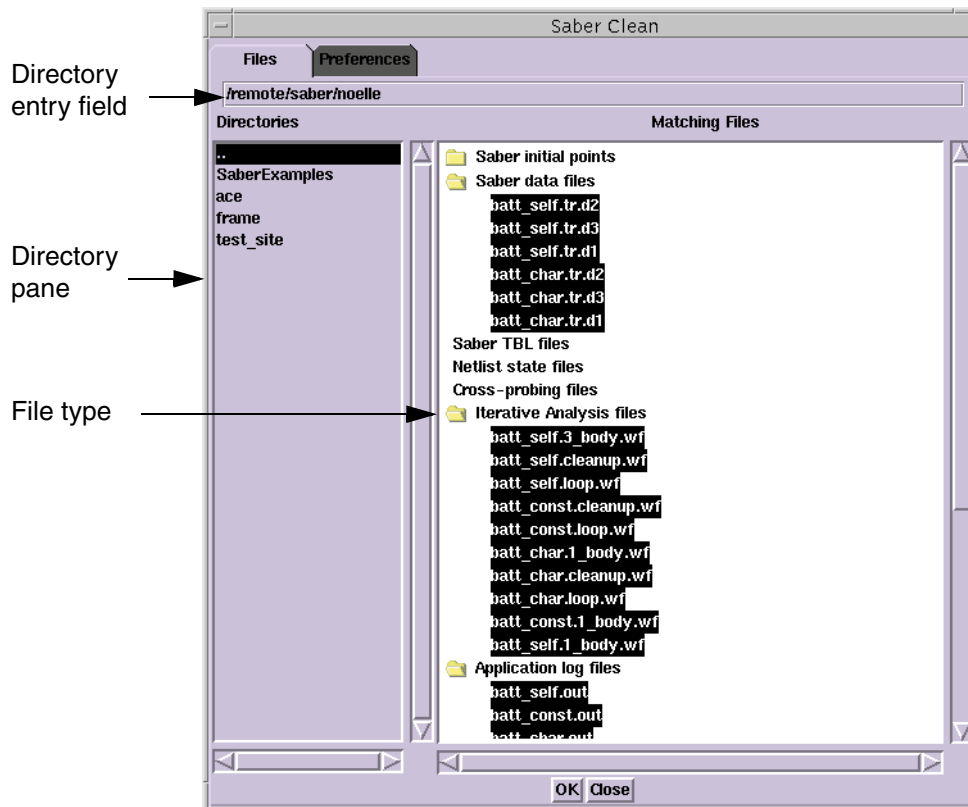 Saber Clean
Files
Preferences
Directory
entry field
/remote/saber/noelle
Directories
Matching Files
..
SaberExamples
ace
frame
test_site
Directory
pane
File type
Saber initial points
Saber data files
batt_self.tr.d2
batt_self.tr.d3
batt_self.tr.d1
batt_char.tr.d2
batt_char.tr.d3
batt_char.tr.d1
Saber TBL files
Netlist state files
Cross-probing files
Iterative Analysis files
batt_self.3_body.wf
batt_self.cleanup.wf
batt_self.loop.wf
batt_const.cleanup.wf
batt_const.loop.wf
batt_char.1_body.wf
batt_char.cleanup.wf
batt_char.loop.wf
batt_const.1_body.wf
batt_self.1_body.wf
Application log files
batt_self.out
batt_const.out
batt_char.out
OK Close